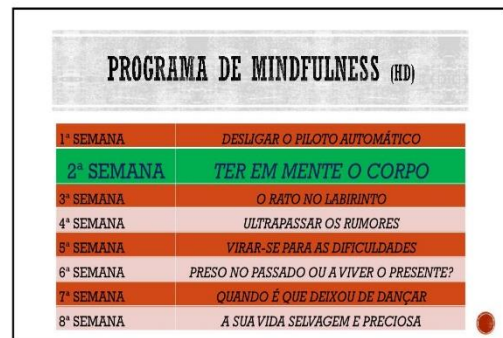 PROGRAMA DE MINDFULNESS (HD)
1ª SEMANA DESLIGAR O PILOTO AUTOMÁTICO
2ª SEMANA TER EM MENTE O CORPO
3ª SEMANA O RATO NO LABIRINTO
4ª SEMANA ULTRAPASSAR OS RUMORES
5ª SEMANA VIRAR-SE PARA AS DIFICULDADES
6ª SEMANA PRESO NO PASSADO OU A VIVER O PRESENTE?
7ª SEMANA QUANDO É QUE DEIXOU DE DANÇAR
8ª SEMANA A SUA VIDA SELVAGEM E PRECIOSA